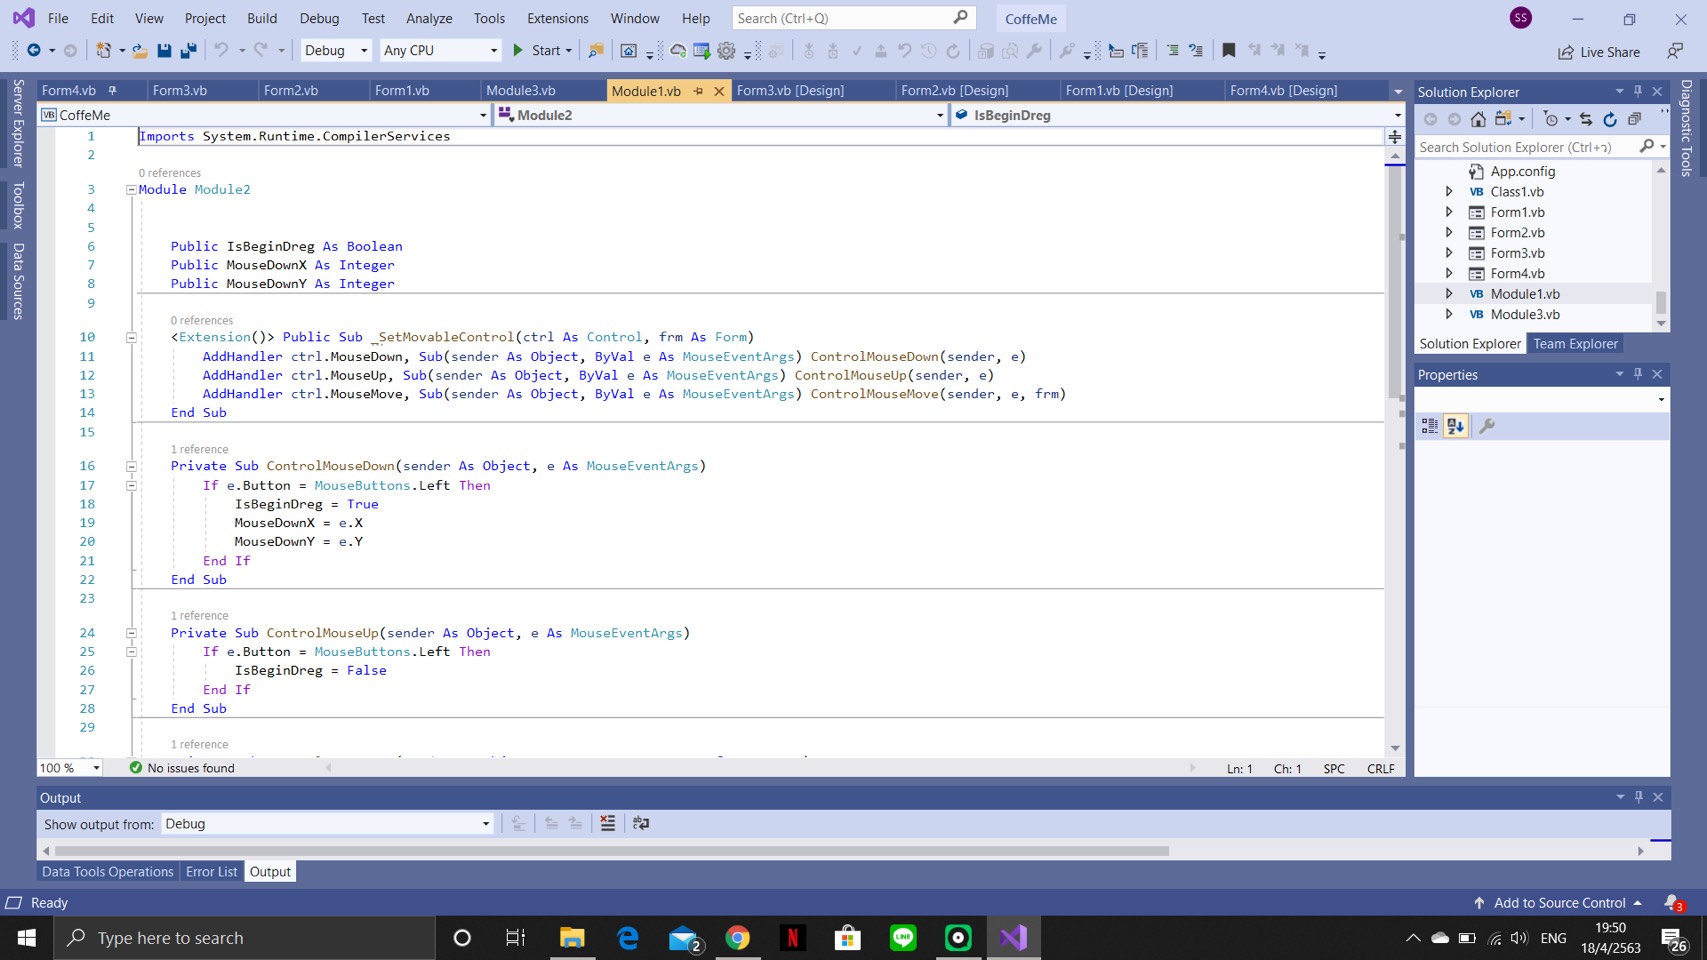 File Edit View Project Build Debug Test Analyze Tools Extensions Window Help Search (Ctrl+Q) CoffeMe SS
Debug Any CPU Start Live Share
Form4.vb Form3.vb Form2.vb Form1.vb Module3.vb Module1.vb Form3.vb [Design] Form2.vb [Design] Form1.vb [Design] Form4.vb [Design]
VB CoffeMe Module2 IsBeginDreg
Server Explorer
Toolbox
Data Sources
1 Imports System.Runtime.CompilerServices
2
0 references
3 Module Module2
4
5
6 Public IsBeginDreg As Boolean
7 Public MouseDownX As Integer
8 Public MouseDownY As Integer
9
0 references
10 <Extension()> Public Sub _SetMovableControl(ctrl As Control, frm As Form)
11 AddHandler ctrl.MouseDown, Sub(sender As Object, ByVal e As MouseEventArgs) ControlMouseDown(sender, e)
12 AddHandler ctrl.MouseUp, Sub(sender As Object, ByVal e As MouseEventArgs) ControlMouseUp(sender, e)
13 AddHandler ctrl.MouseMove, Sub(sender As Object, ByVal e As MouseEventArgs) ControlMouseMove(sender, e, frm)
14 End Sub
15
1 reference
16 Private Sub ControlMouseDown(sender As Object, e As MouseEventArgs)
17 If e.Button = MouseButtons.Left Then
18 IsBeginDreg = True
19 MouseDownX = e.X
20 MouseDownY = e.Y
21 End If
22 End Sub
23
1 reference
24 Private Sub ControlMouseUp(sender As Object, e As MouseEventArgs)
25 If e.Button = MouseButtons.Left Then
26 IsBeginDreg = False
27 End If
28 End Sub
29
1 reference
100 % No issues found Ln: 1 Ch: 1 SPC CRLF
Solution Explorer
Search Solution Explorer (Ctrl+ว)
App.config
VB Class1.vb
Form1.vb
Form2.vb
Form3.vb
Form4.vb
VB Module1.vb
VB Module3.vb
Solution Explorer Team Explorer
Properties
Diagnostic Tools
Output
Show output from: Debug
Data Tools Operations Error List Output
Ready Add to Source Control 3
Type here to search 2 N LINE ENG 19:50
18/4/2563 26